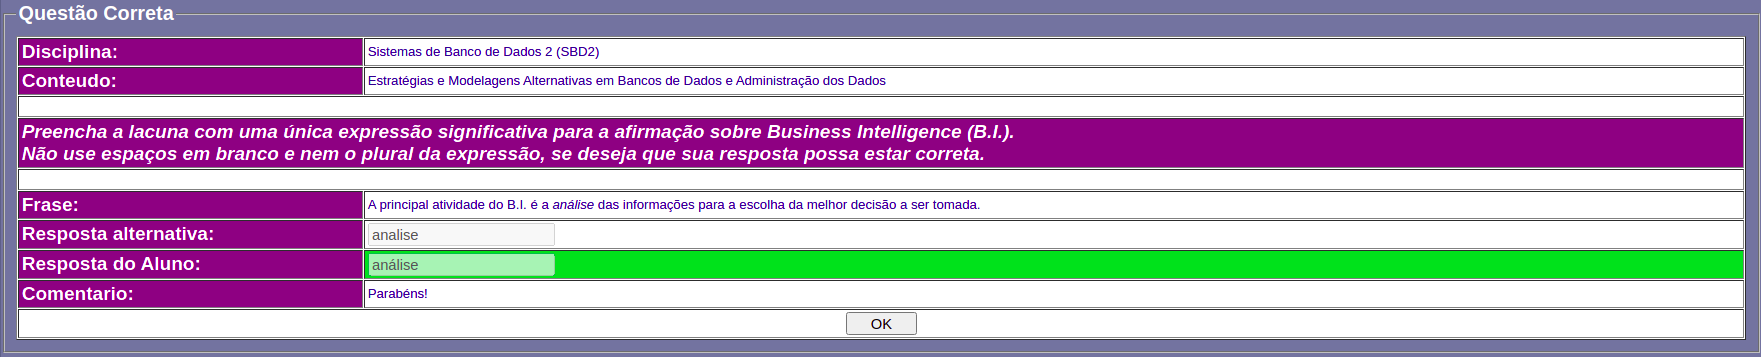 Questão Correta
Disciplina: Sistemas de Banco de Dados 2 (SBD2)
Conteudo: Estratégias e Modelagens Alternativas em Bancos de Dados e Administração dos Dados
Preencha a lacuna com uma única expressão significativa para a afirmação sobre Business Intelligence (B.I.).
Não use espaços em branco e nem o plural da expressão, se deseja que sua resposta possa estar correta.
Frase: A principal atividade do B.I. é a análise das informações para a escolha da melhor decisão a ser tomada.
Resposta alternativa: analise
Resposta do Aluno: análise
Comentario: Parabéns!
OK